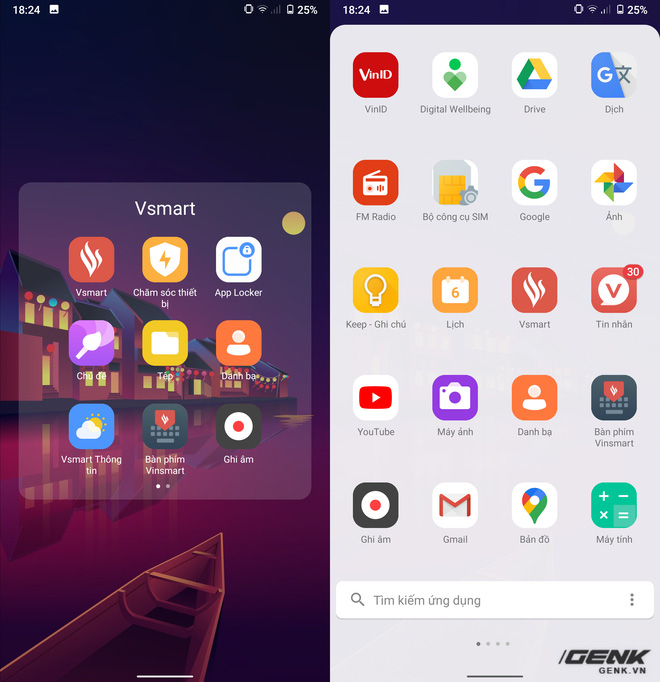 18:24
25%
Vsmart
Vsmart
Chăm sóc thiết
bị
App Locker
Chủ đề
Tệp
Danh bạ
Vsmart Thông
tin
Bàn phím
Vinsmart
Ghi âm
18:24
25%
VinID
VinID
Digital Wellbeing
Drive
G 文
Dịch
FM Radio
Bộ công cụ SIM
G
Google
Ảnh
Keep - Ghi chú
6
Lịch
Vsmart
30
Tin nhắn
YouTube
Máy ảnh
Danh bạ
Bàn phím
Vinsmart
Ghi âm
Gmail
Bản đồ
+ −
× =
Máy tính
Tìm kiếm ứng dụng
GENK
GENK.VN